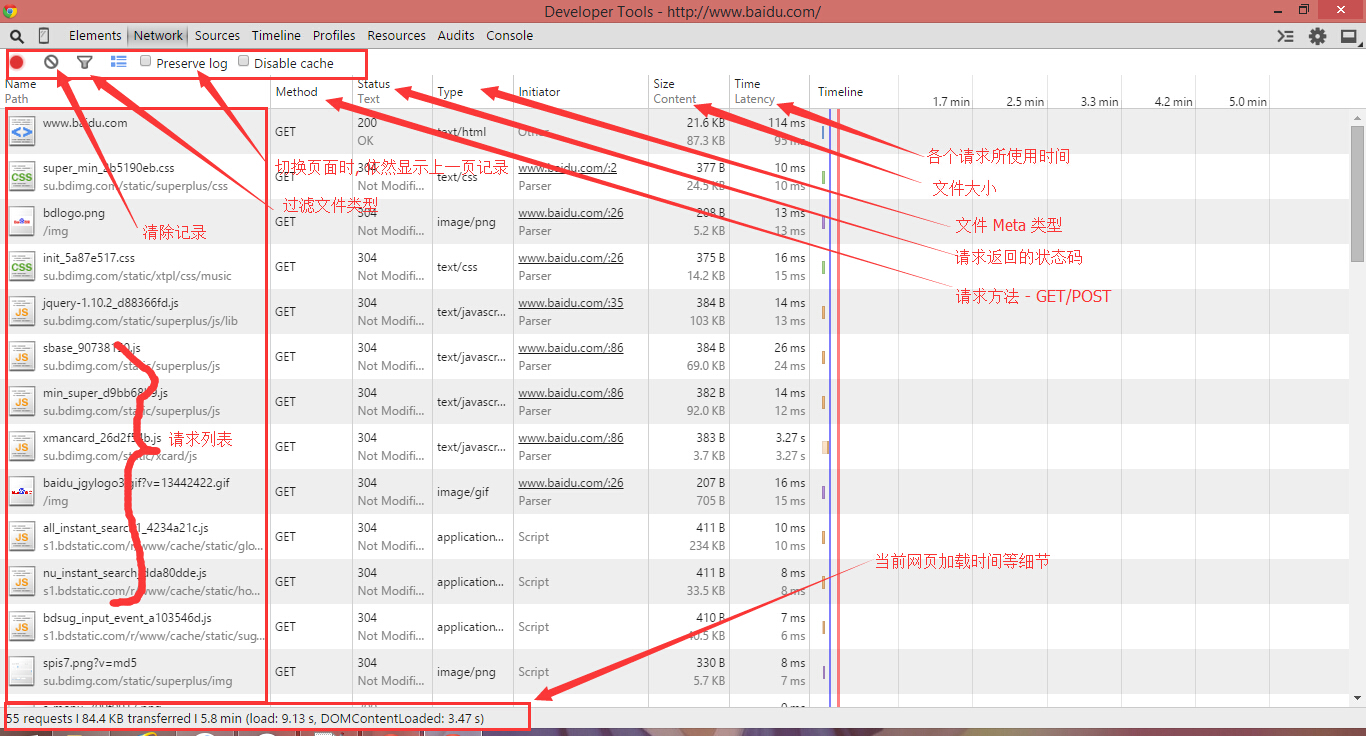 Developer Tools - http://www.baidu.com/
Elements Network Sources Timeline Profiles Resources Audits Console
Preserve log Disable cache
Name Path Method Status Text Type Initiator Size Content Time Latency Timeline 1.7 min 2.5 min 3.3 min 4.2 min 5.0 min
www.baidu.com GET 200 OK text/html Other 21.6 KB 87.3 KB 114 ms 95 ms
各个请求所使用时间
切换页面时, 依然显示上一页记录
super_min_2b5190eb.css su.bdimg.com/static/superplus/css GET 304 Not Modifi... text/css www.baidu.com/:2 Parser 377 B 24.5 KB 10 ms 10 ms
文件大小
过滤文件类型
bdlogo.png /img GET 304 Not Modifi... image/png www.baidu.com/:26 Parser 208 B 5.2 KB 13 ms 13 ms
文件 Meta 类型
清除记录
init_5a87e517.css su.bdimg.com/static/xtpl/css/music GET 304 Not Modifi... text/css www.baidu.com/:26 Parser 375 B 14.2 KB 16 ms 15 ms
请求返回的状态码
请求方法 - GET/POST
jquery-1.10.2_d88366fd.js su.bdimg.com/static/superplus/js/lib GET 304 Not Modifi... text/javascr... www.baidu.com/:35 Parser 384 B 103 KB 14 ms 13 ms
su.bdimg.com/static/superplus/js GET 304 Not Modifi... text/javascr... www.baidu.com/:86 Parser 384 B 69.0 KB 26 ms 24 ms
su.bdimg.com/static/superplus/js GET 304 Not Modifi... text/javascr... www.baidu.com/:86 Parser 382 B 92.0 KB 14 ms 12 ms
su.bdimg.com/static/xcard/js GET 304 Not Modifi... text/javascr... www.baidu.com/:86 Parser 383 B 3.7 KB 3.27 s 3.27 s
请求列表
baidu_jgylogo3.gif?v=13442422.gif /img GET 304 Not Modifi... image/gif www.baidu.com/:26 Parser 207 B 705 B 16 ms 15 ms
all_instant_search1_4234a21c.js s1.bdstatic.com/r/www/cache/static/glo... GET 304 Not Modifi... application... Script 411 B 234 KB 10 ms 10 ms
当前网页加载时间等细节
nu_instant_search_dda80dde.js s1.bdstatic.com/r/www/cache/static/ho... GET 304 Not Modifi... application... Script 411 B 33.5 KB 8 ms 8 ms
bdsug_input_event_a103546d.js s1.bdstatic.com/r/www/cache/static/sug... GET 304 Not Modifi... application... Script 410 B 7 ms 6 ms
spis7.png?v=md5 su.bdimg.com/static/superplus/img GET 304 Not Modifi... image/png Script 330 B 5.7 KB 8 ms 7 ms
55 requests I 84.4 KB transferred I 5.8 min (load: 9.13 s, DOMContentLoaded: 3.47 s)